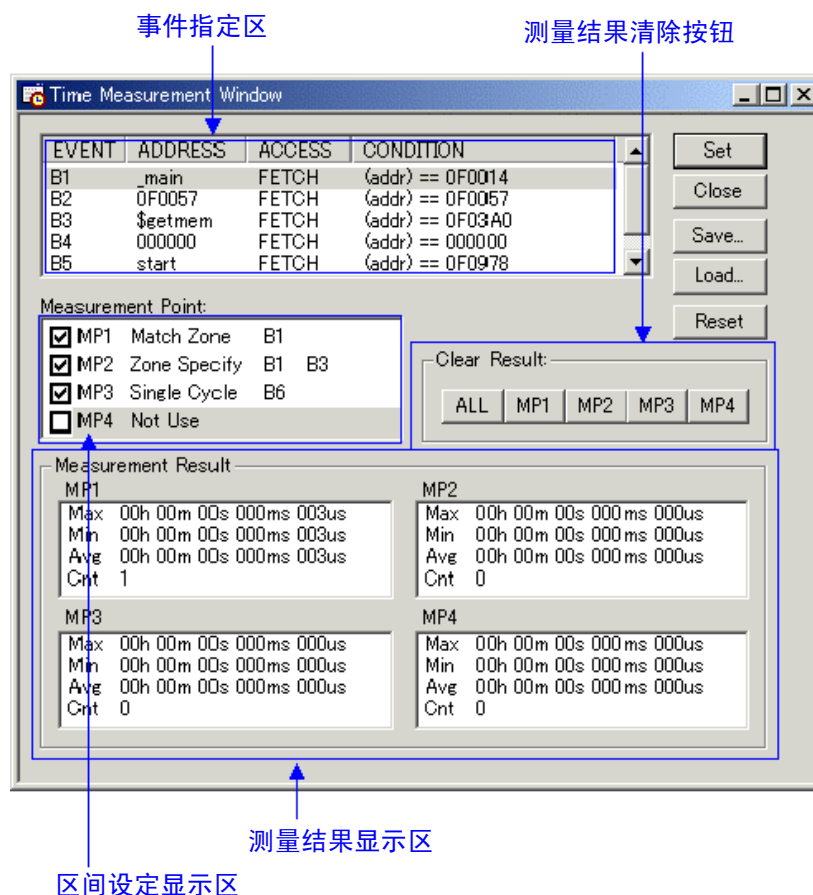 事件指定区
测量结果清除按钮
Time Measurement Window
EVENT ADDRESS ACCESS CONDITION
B1 _main FETCH (addr) == 0F0014
B2 0F0057 FETCH (addr) == 0F0057
B3 $getmem FETCH (addr) == 0F03A0
B4 000000 FETCH (addr) == 000000
B5 start FETCH (addr) == 0F0978
Set
Close
Save...
Load...
Reset
Measurement Point:
MP1 Match Zone B1
MP2 Zone Specify B1 B3
MP3 Single Cycle B6
MP4 Not Use
Clear Result:
ALL MP1 MP2 MP3 MP4
Measurement Result
MP1
Max 00h 00m 00s 000ms 003us
Min 00h 00m 00s 000ms 003us
Avg 00h 00m 00s 000ms 003us
Cnt 1
MP2
Max 00h 00m 00s 000ms 000us
Min 00h 00m 00s 000ms 000us
Avg 00h 00m 00s 000ms 000us
Cnt 0
MP3
Max 00h 00m 00s 000ms 000us
Min 00h 00m 00s 000ms 000us
Avg 00h 00m 00s 000ms 000us
Cnt 0
MP4
Max 00h 00m 00s 000ms 000us
Min 00h 00m 00s 000ms 000us
Avg 00h 00m 00s 000ms 000us
Cnt 0
测量结果显示区
区间设定显示区